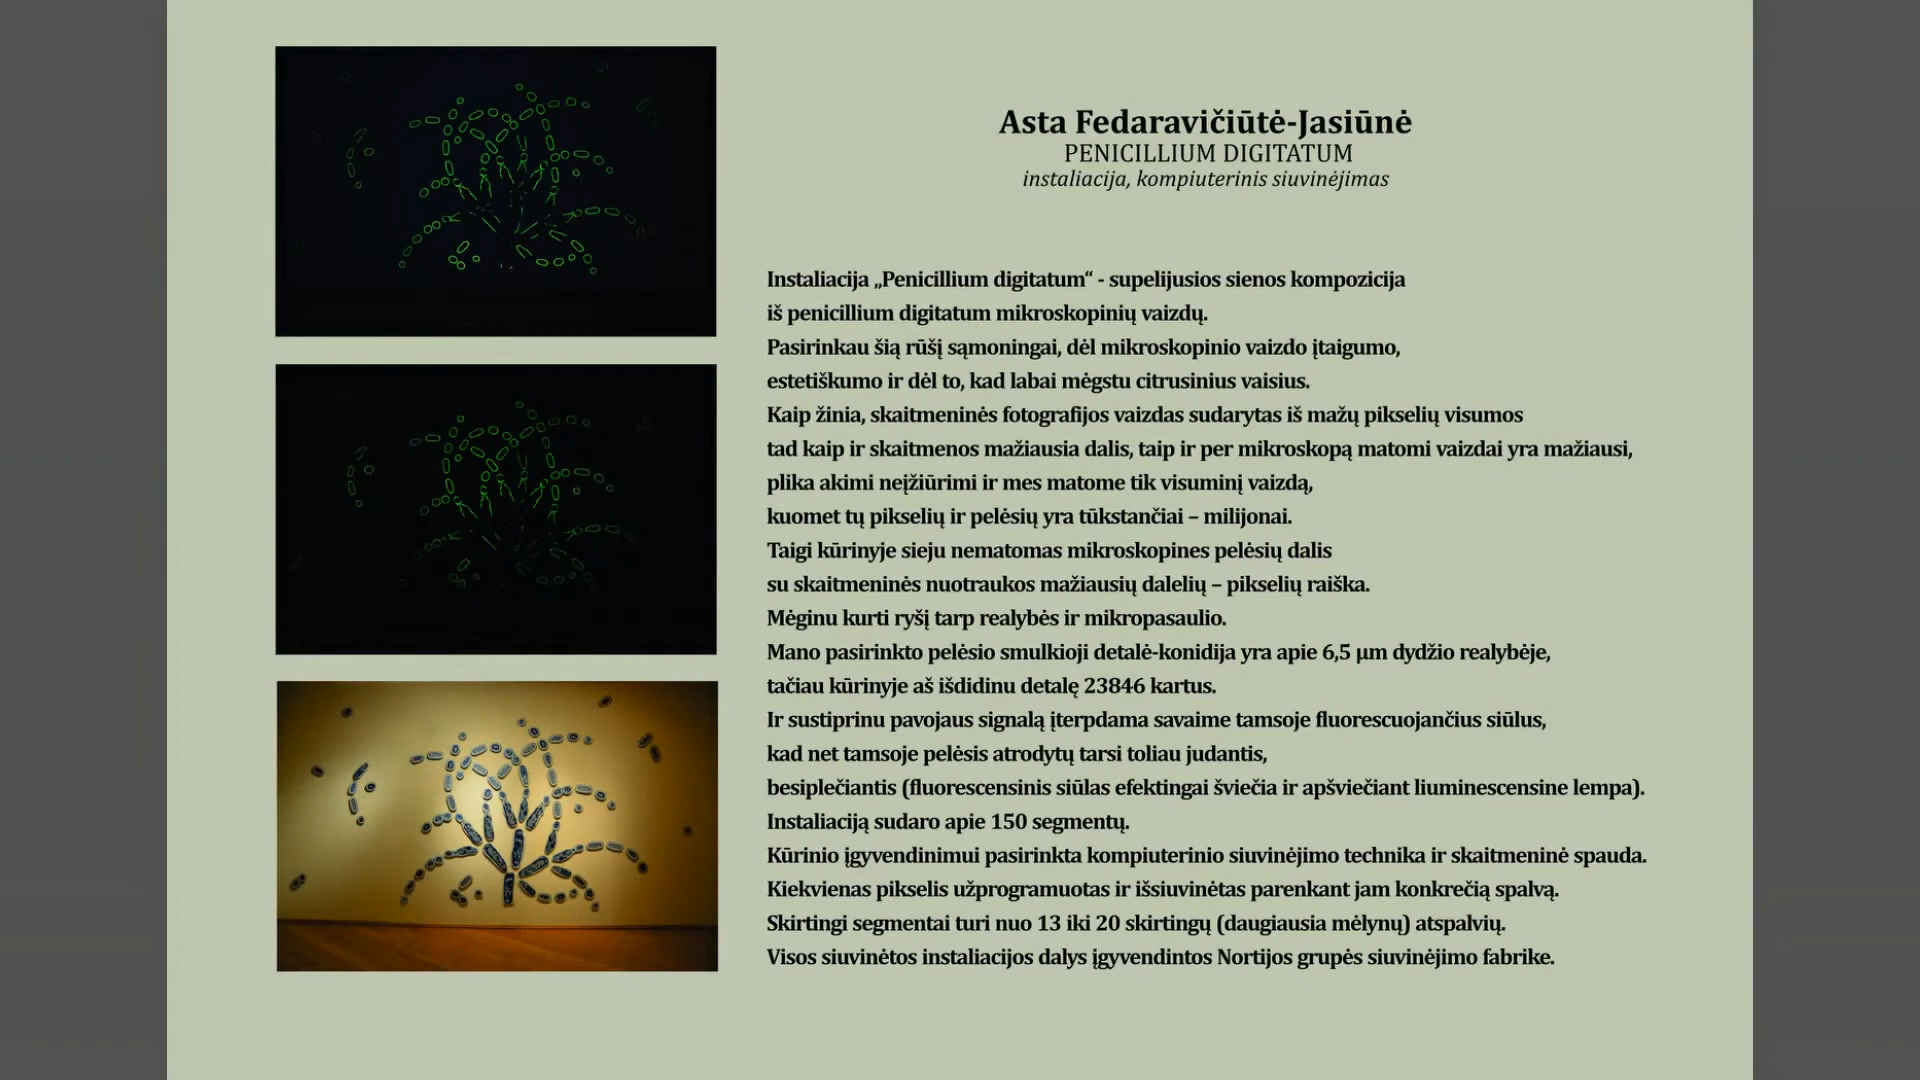 Asta Fedaravičiūtė-Jasiūnė
PENICILLIUM DIGITATUM
instaliacija, kompiuterinis siuvinėjimas
Instaliacija „Penicillium digitatum“ - supelijusios sienos kompozicija
iš penicillium digitatum mikroskopinių vaizdų.
Pasirinkau šią rūšį sąmoningai, dėl mikroskopinio vaizdo įtaigumo,
estetiškumo ir dėl to, kad labai mėgstu citrusinius vaisius.
Kaip žinia, skaitmeninės fotografijos vaizdas sudarytas iš mažų pikselių visumos
tad kaip ir skaitmenos mažiausia dalis, taip ir per mikroskopą matomi vaizdai yra mažiausi,
plika akimi neįžiūrimi ir mes matome tik visuminį vaizdą,
kuomet tų pikselių ir pelėsių yra tūkstančiai – milijonai.
Taigi kūrinyje sieju nematomas mikroskopines pelėsių dalis
su skaitmeninės nuotraukos mažiausių dalelių – pikselių raiška.
Mėginu kurti ryšį tarp realybės ir mikropasaulio.
Mano pasirinkto pelėsio smulkioji detalė-konidija yra apie 6,5 µm dydžio realybėje,
tačiau kūrinyje aš išdidinu detalę 23846 kartus.
Ir sustiprinu pavojaus signalą įterpdama savaime tamsoje fluorescuojančius siūlus,
kad net tamsoje pelėsis atrodytų tarsi toliau judantis,
besiplečiantis (fluorescensinis siūlas efektingai šviečia ir apšviečiant liuminescensine lempa).
Instaliaciją sudaro apie 150 segmentų.
Kūrinio įgyvendinimui pasirinkta kompiuterinio siuvinėjimo technika ir skaitmeninė spauda.
Kiekvienas pikselis užprogramuotas ir išsiuvinėtas parenkant jam konkrečią spalvą.
Skirtingi segmentai turi nuo 13 iki 20 skirtingų (daugiausia mėlynų) atspalvių.
Visos siuvinėtos instaliacijos dalys įgyvendintos Nortijos grupės siuvinėjimo fabrike.